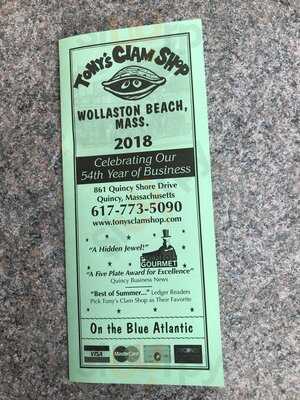 TONY'S CLAM SHOP
WOLLASTON BEACH,
MASS.
2018
Celebrating Our
54th Year of Business
861 Quincy Shore Drive
Quincy, Massachusetts
617-773-5090
www.tonysclamshop.com
"A Hidden Jewel!"
GOURMET
"A Five Plate Award for Excellence"
Quincy Business News
"Best of Summer..." Ledger Readers
Pick Tony's Clam Shop as Their Favorite
On the Blue Atlantic
VISA
MasterCard